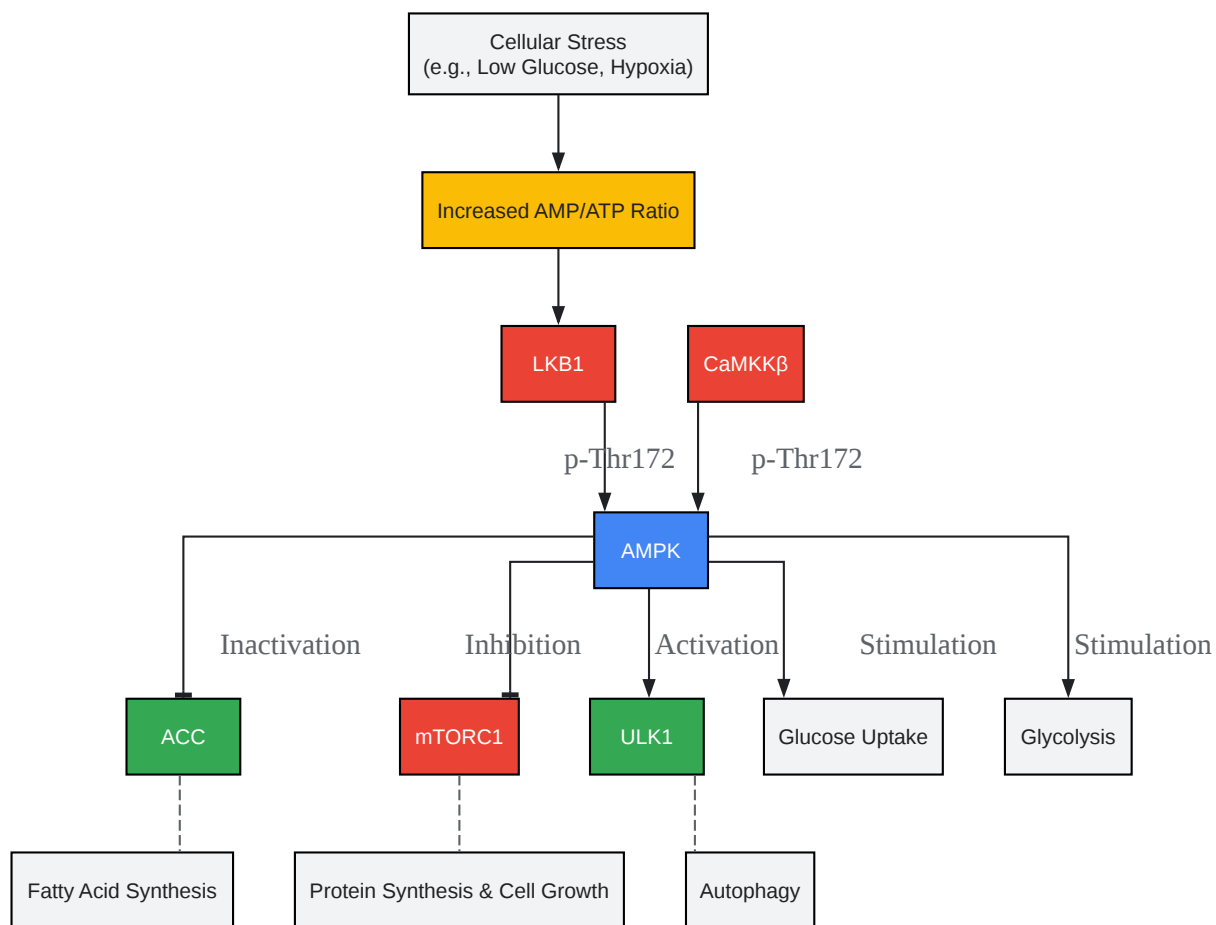 Cellular Stress
(e.g., Low Glucose, Hypoxia)
Increased AMP/ATP Ratio
LKB1
CaMKKβ
p-Thr172
p-Thr172
AMPK
Inactivation
Inhibition
Activation
Stimulation
Stimulation
ACC
mTORC1
ULK1
Glucose Uptake
Glycolysis
Fatty Acid Synthesis
Protein Synthesis & Cell Growth
Autophagy